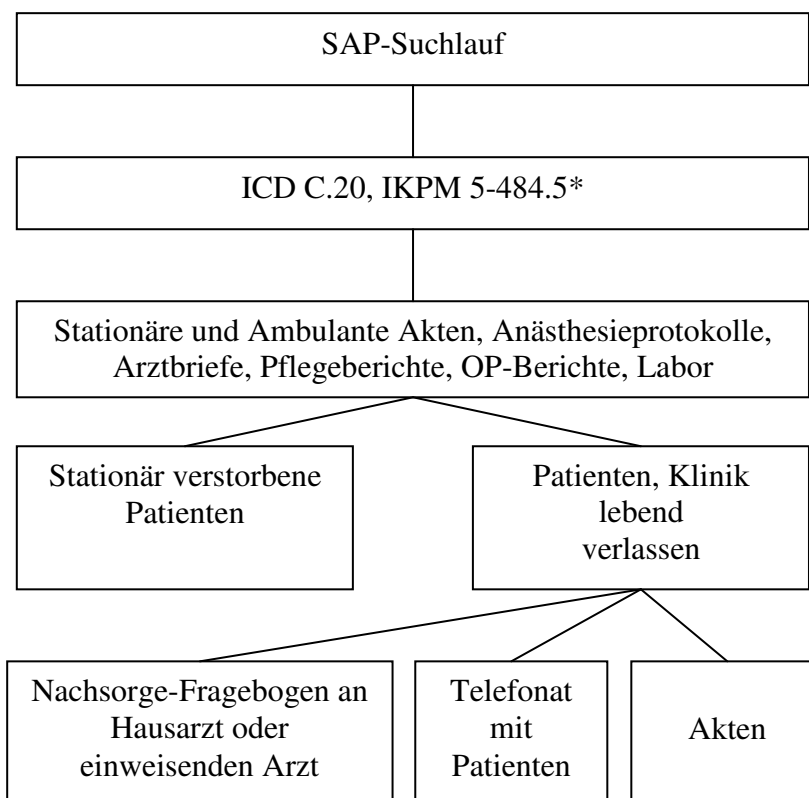 SAP-Suchlauf
ICD C.20, IKPM 5-484.5*
Stationäre und Ambulante Akten, Anästhesieprotokolle,
Arztbriefe, Pflegeberichte, OP-Berichte, Labor
Stationär verstorbene
Patienten
Patienten, Klinik
lebend
verlassen
Nachsorge-Fragebogen an
Hausarzt oder
einweisenden Arzt
Telefonat
mit
Patienten
Akten